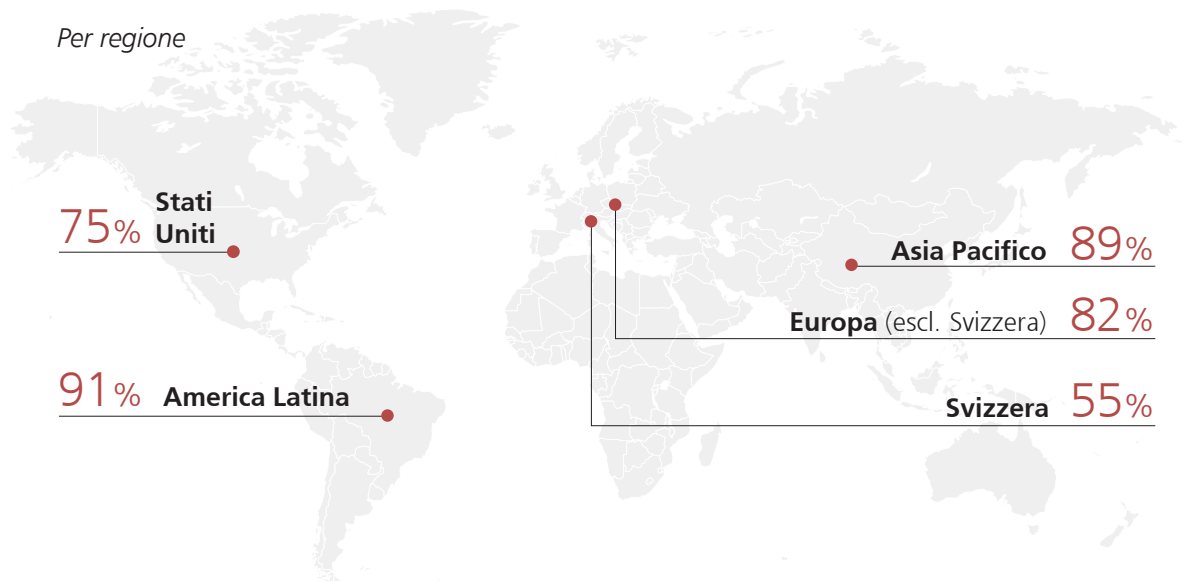 Per regione
75% Stati
Uniti
91% America Latina
Asia Pacifico 89%
Europa (escl. Svizzera) 82%
Svizzera 55%